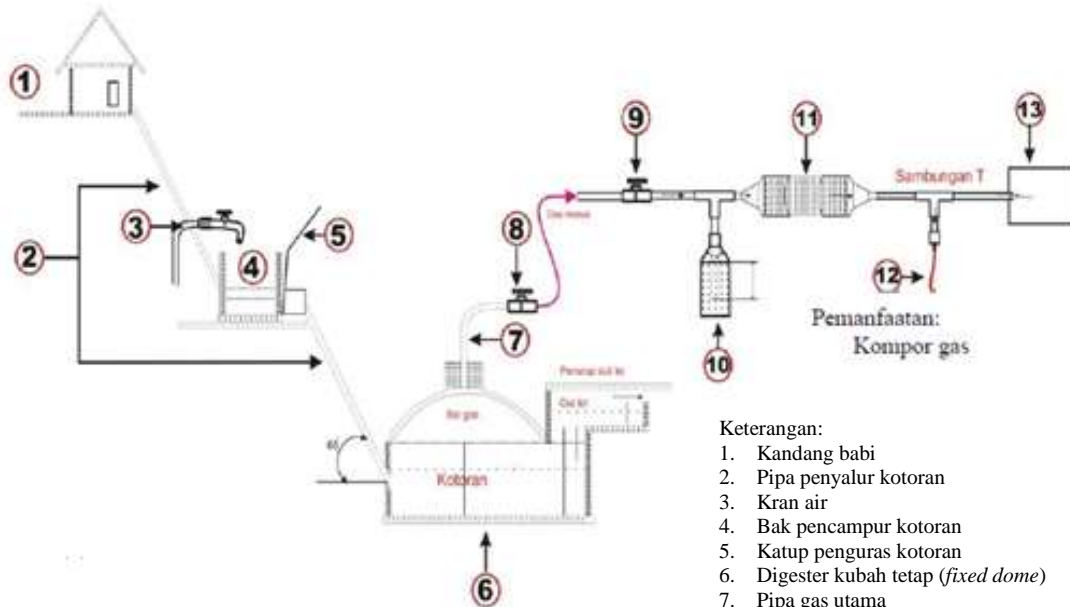 1
2
3
4
5
6
7
8
9
10
11
12
13
Sambungan T
Pemanfaatan:
Kompor gas
Bio gas
Kotoran
Keterangan:
1. Kandang babi
2. Pipa penyalur kotoran
3. Kran air
4. Bak pencampur kotoran
5. Katup penguras kotoran
6. Digester kubah tetap (fixed dome)
7. Pipa gas utama